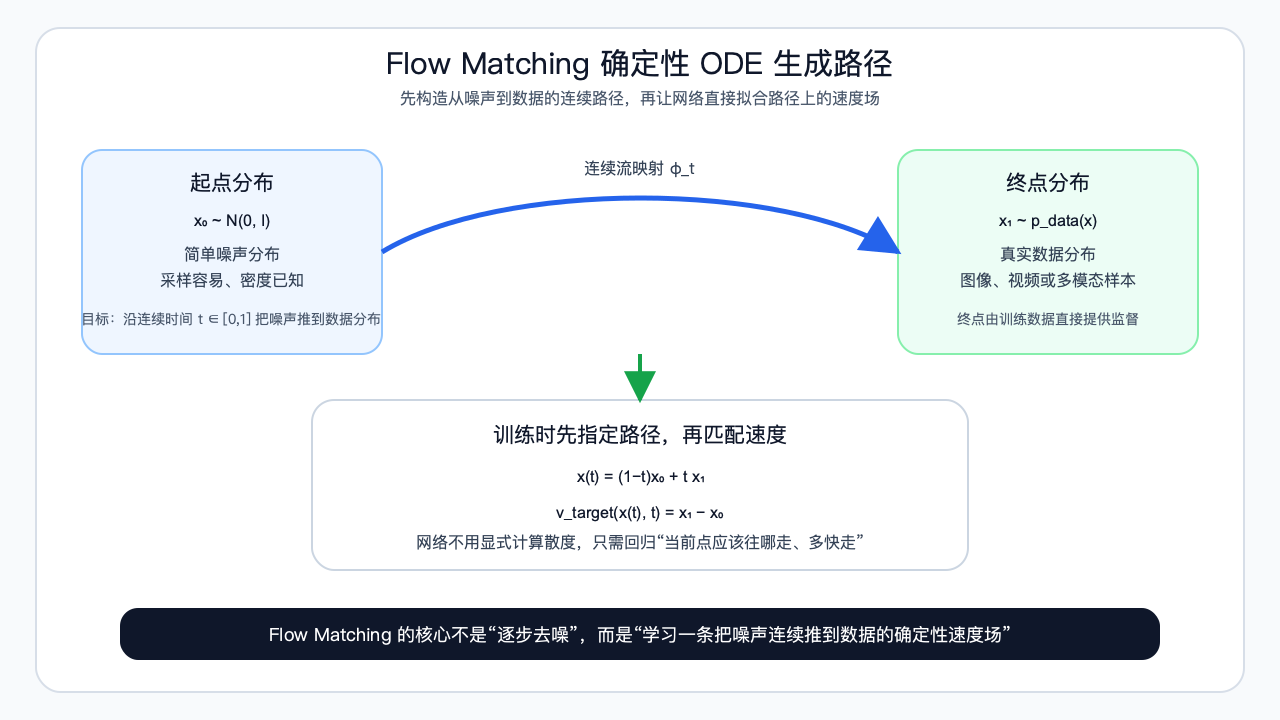 Flow Matching 确定性 ODE 生成路径
先构造从噪声到数据的连续路径，再让网络直接拟合路径上的速度场
起点分布
x₀ ~ N(0, I)
简单噪声分布
采样容易、密度已知
目标：沿连续时间 t ∈ [0,1] 把噪声推到数据分布
连续流映射 φ_t
终点分布
x₁ ~ p_data(x)
真实数据分布
图像、视频或多模态样本
终点由训练数据直接提供监督
训练时先指定路径，再匹配速度
x(t) = (1−t)x₀ + t x₁
v_target(x(t), t) = x₁ − x₀
网络不用显式计算散度，只需回归“当前点应该往哪走、多快走”
Flow Matching 的核心不是“逐步去噪”，而是“学习一条把噪声连续推到数据的确定性速度场”